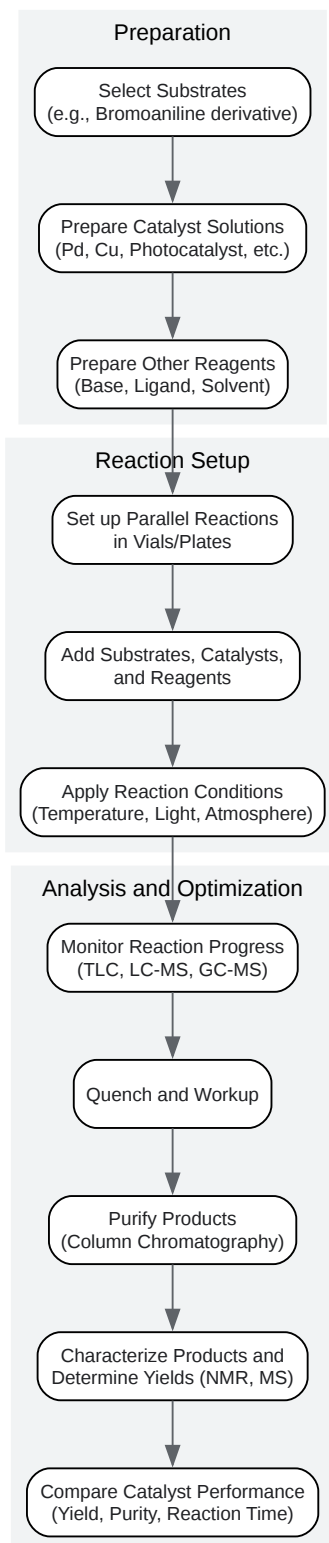 Preparation
Select Substrates
(e.g., Bromoaniline derivative)
Prepare Catalyst Solutions
(Pd, Cu, Photocatalyst, etc.)
Prepare Other Reagents
(Base, Ligand, Solvent)
Reaction Setup
Set up Parallel Reactions
in Vials/Plates
Add Substrates, Catalysts,
and Reagents
Apply Reaction Conditions
(Temperature, Light, Atmosphere)
Analysis and Optimization
Monitor Reaction Progress
(TLC, LC-MS, GC-MS)
Quench and Workup
Purify Products
(Column Chromatography)
Characterize Products and
Determine Yields (NMR, MS)
Compare Catalyst Performance
(Yield, Purity, Reaction Time)